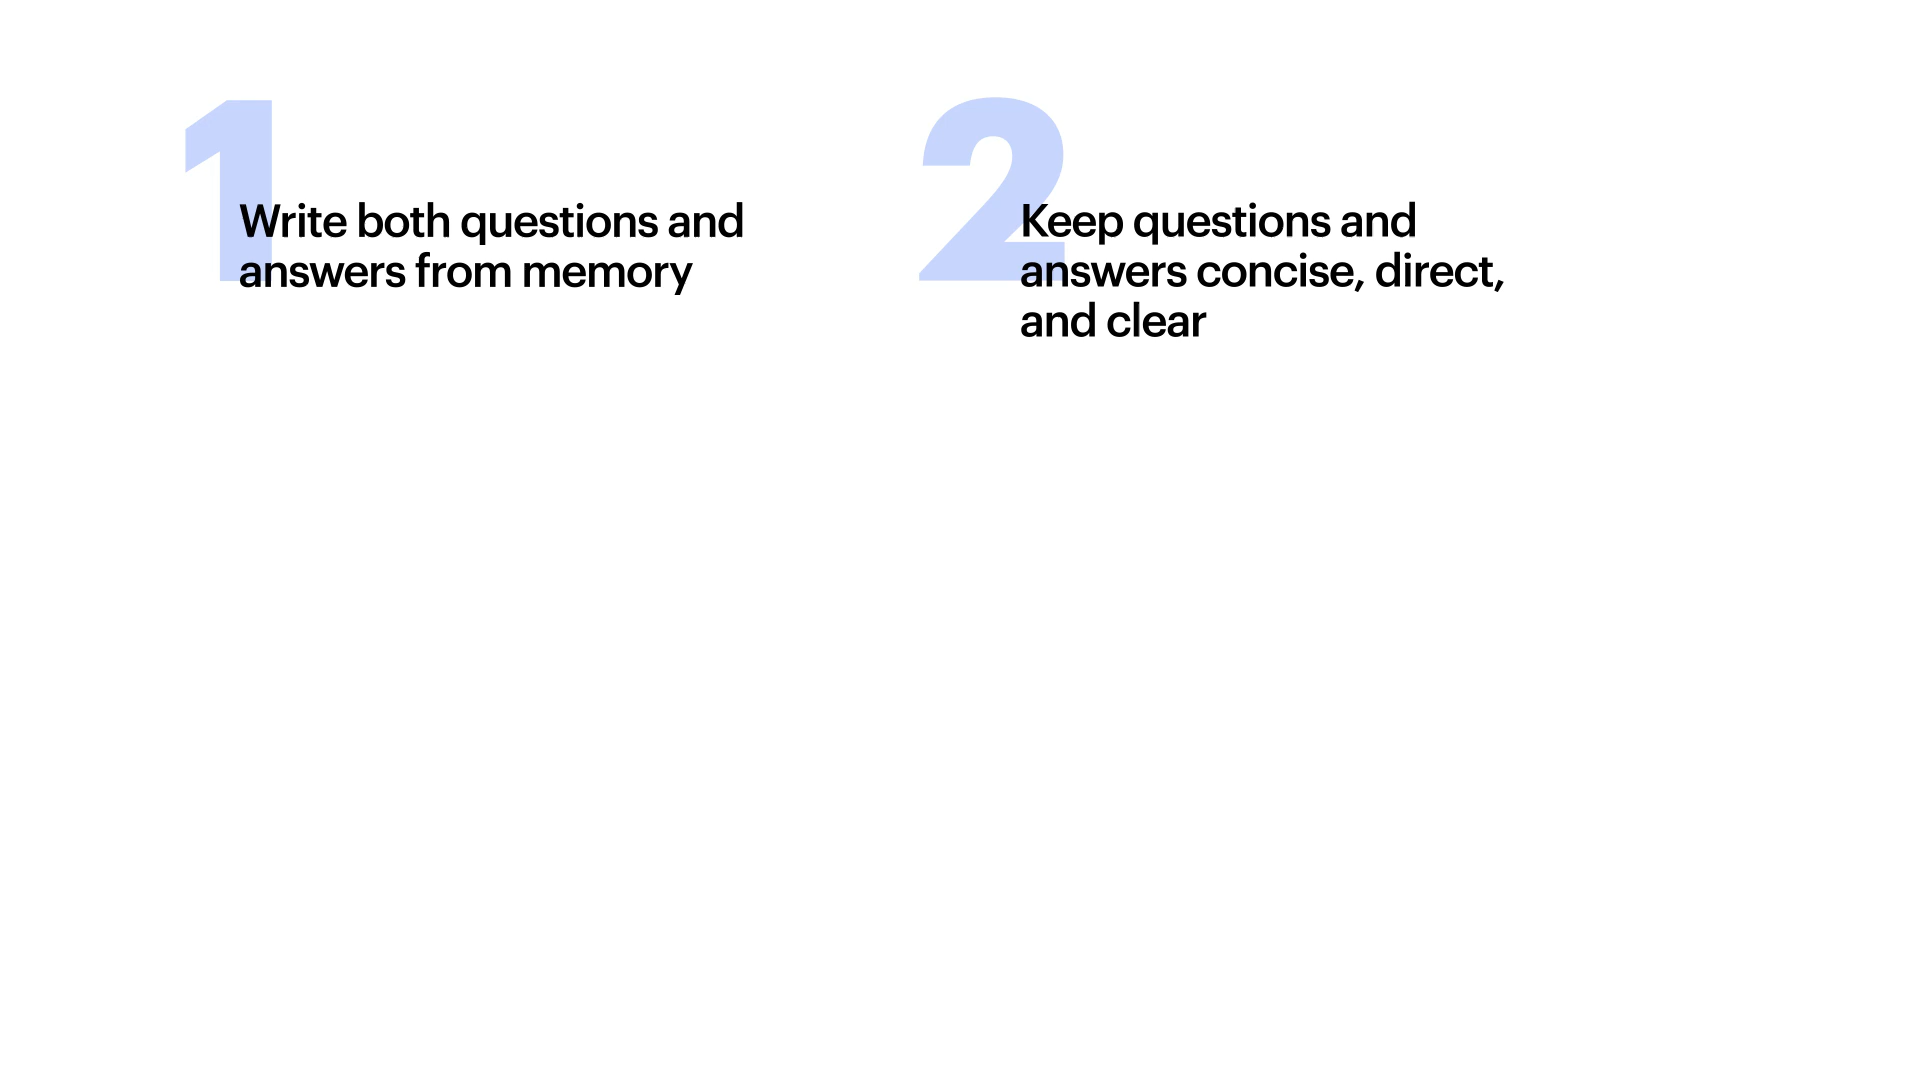 1
Write both questions and
answers from memory
2
Keep questions and
answers concise, direct,
and clear